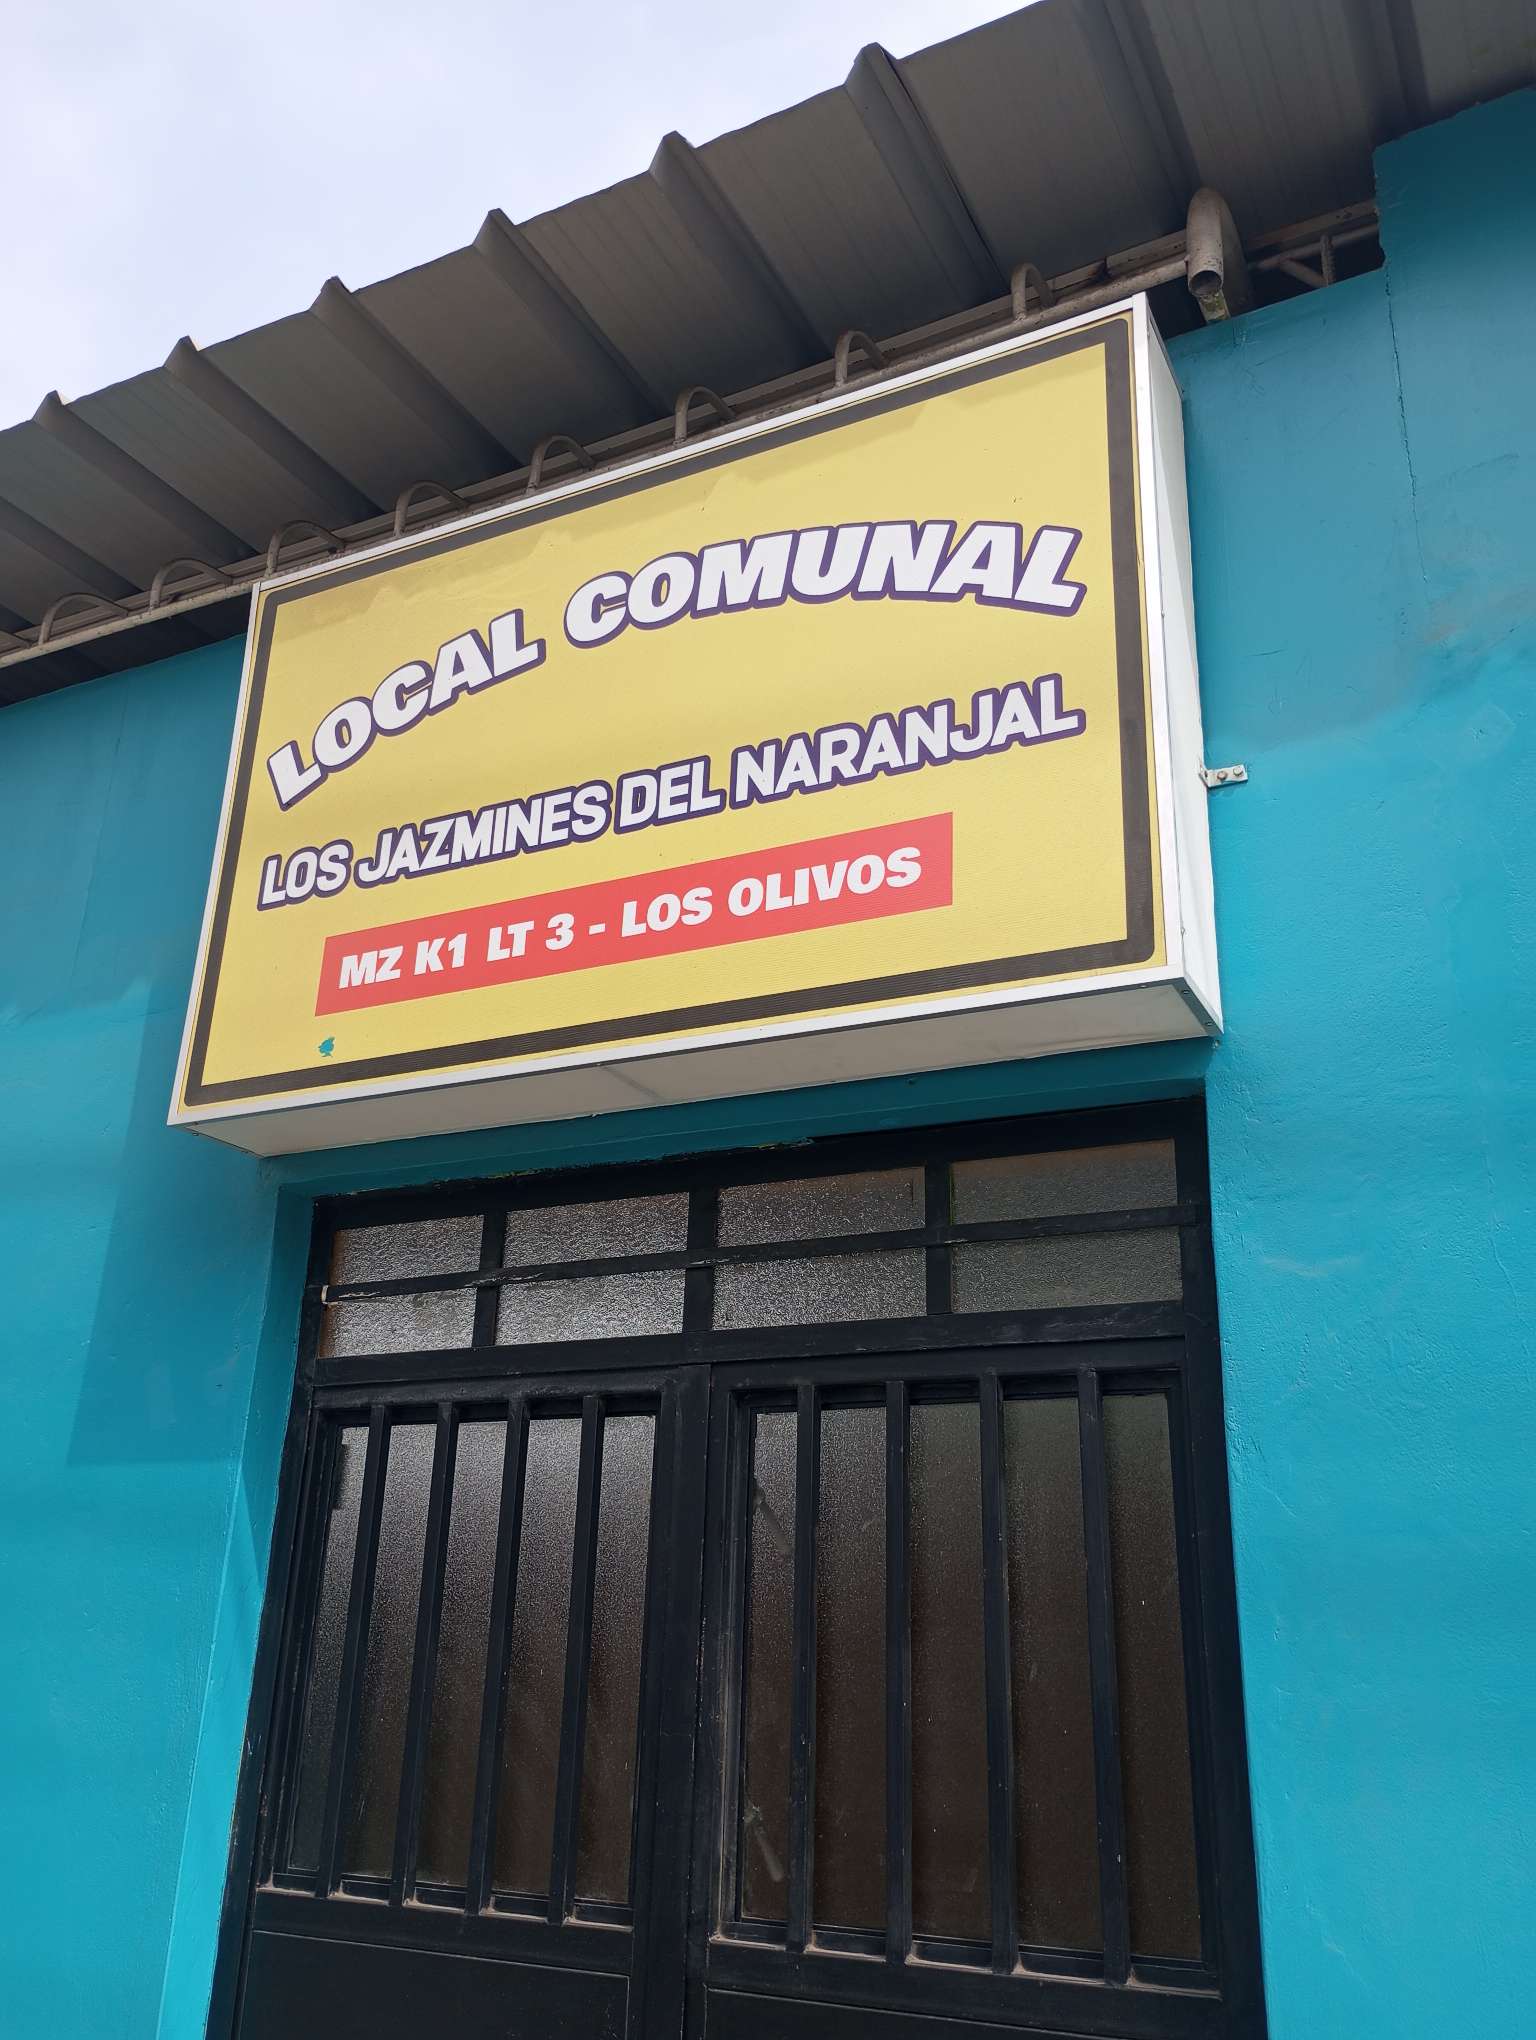 LOCAL COMUNAL
LOS JAZMINES DEL NARANJAL
MZ K1 LT 3 - LOS OLIVOS